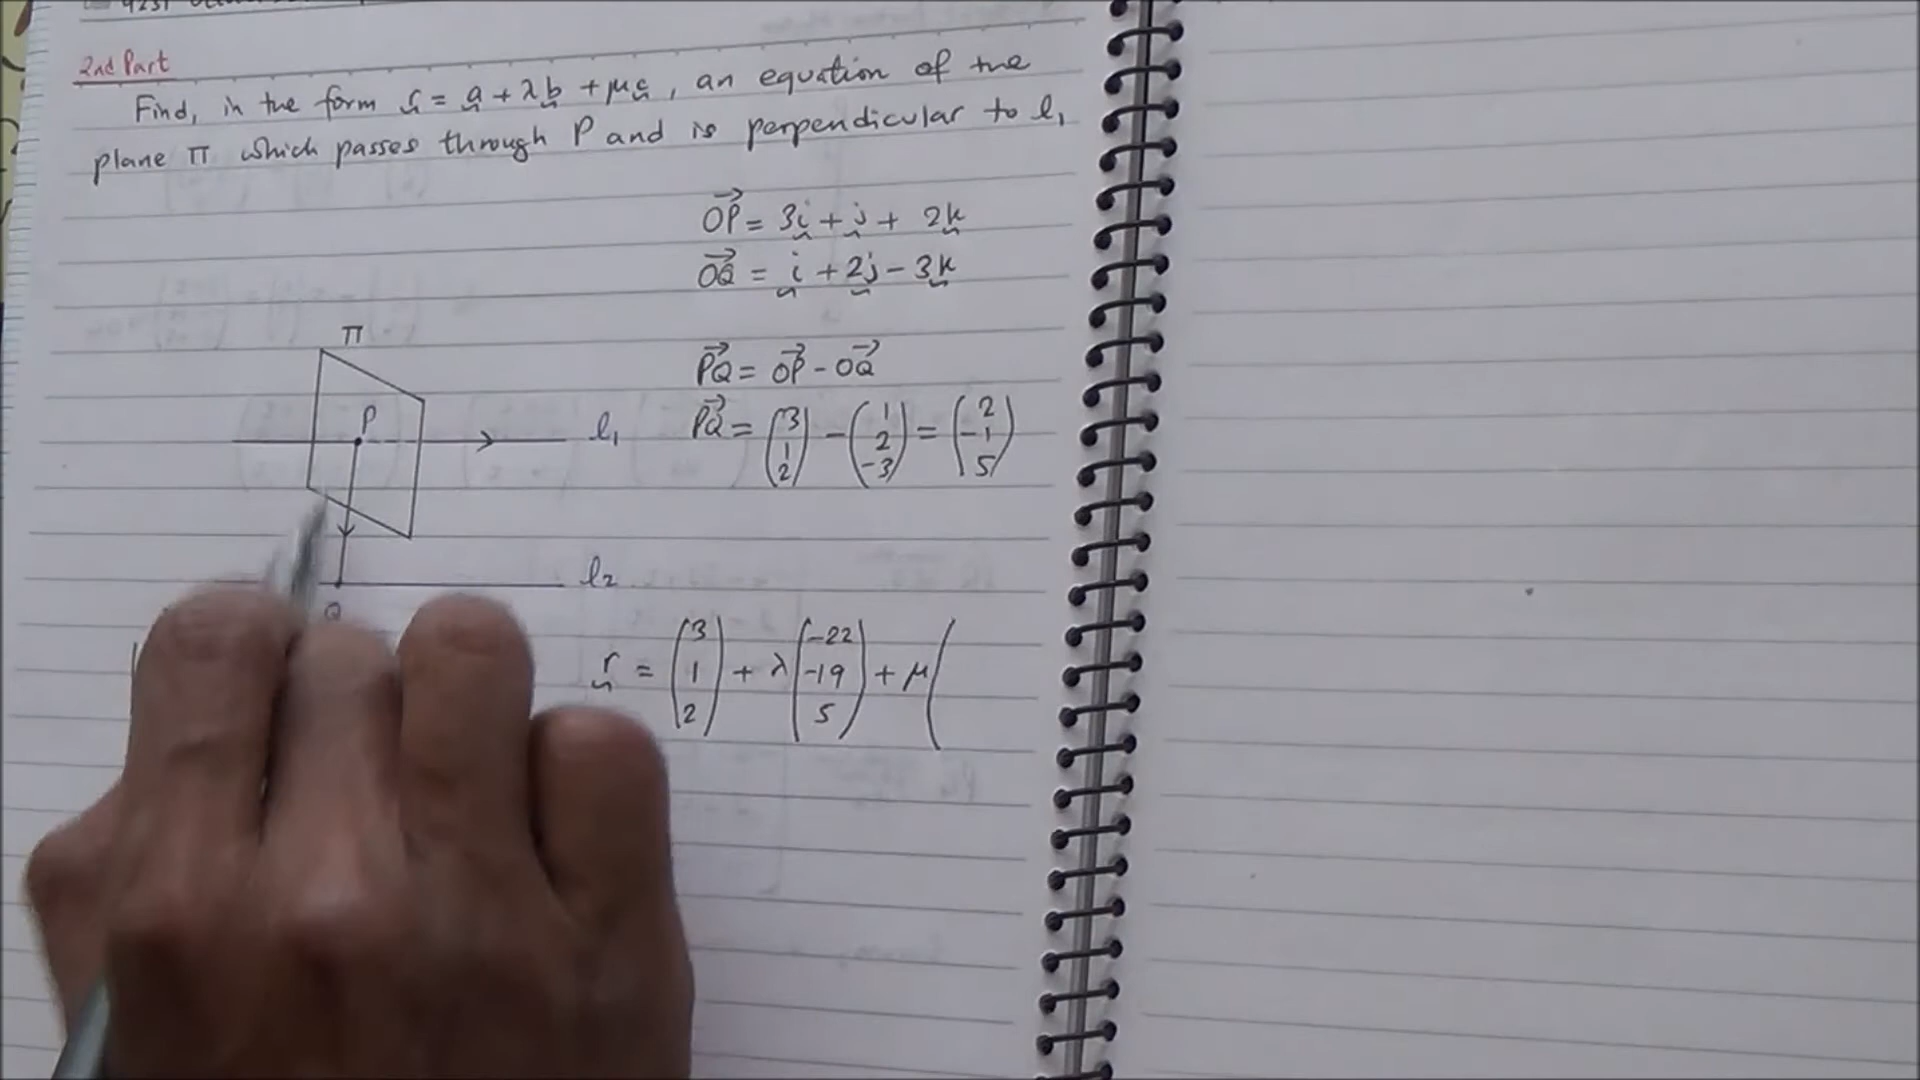 2nd Part
Find, in the form r = a + λb + μc, an equation of the
plane π which passes through P and is perpendicular to l₁
OP→ = 3i + j + 2k
OQ→ = i + 2j - 3k
π
PQ→ = OP→ - OQ→
P
l₁
PQ→ = (3 1 2) - (1 2 -3) = (2 -1 5)
l₂
Q
r = (3 1 2) + λ(-22 -19 5) + μ(